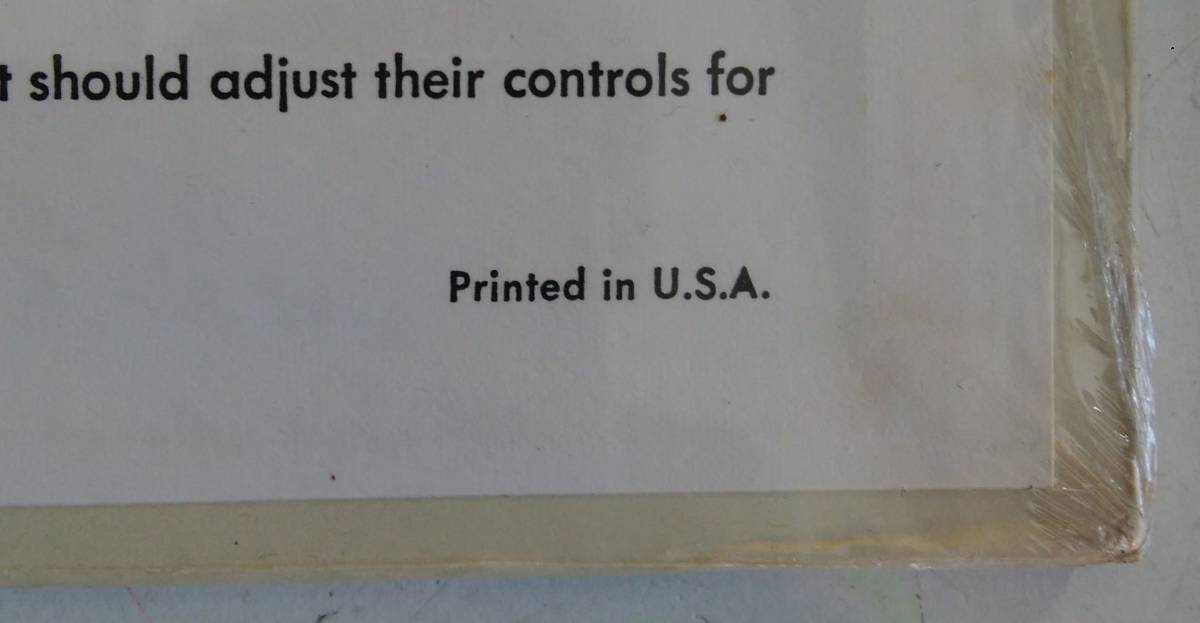 should adjust their controls for
Printed in U.S.A.